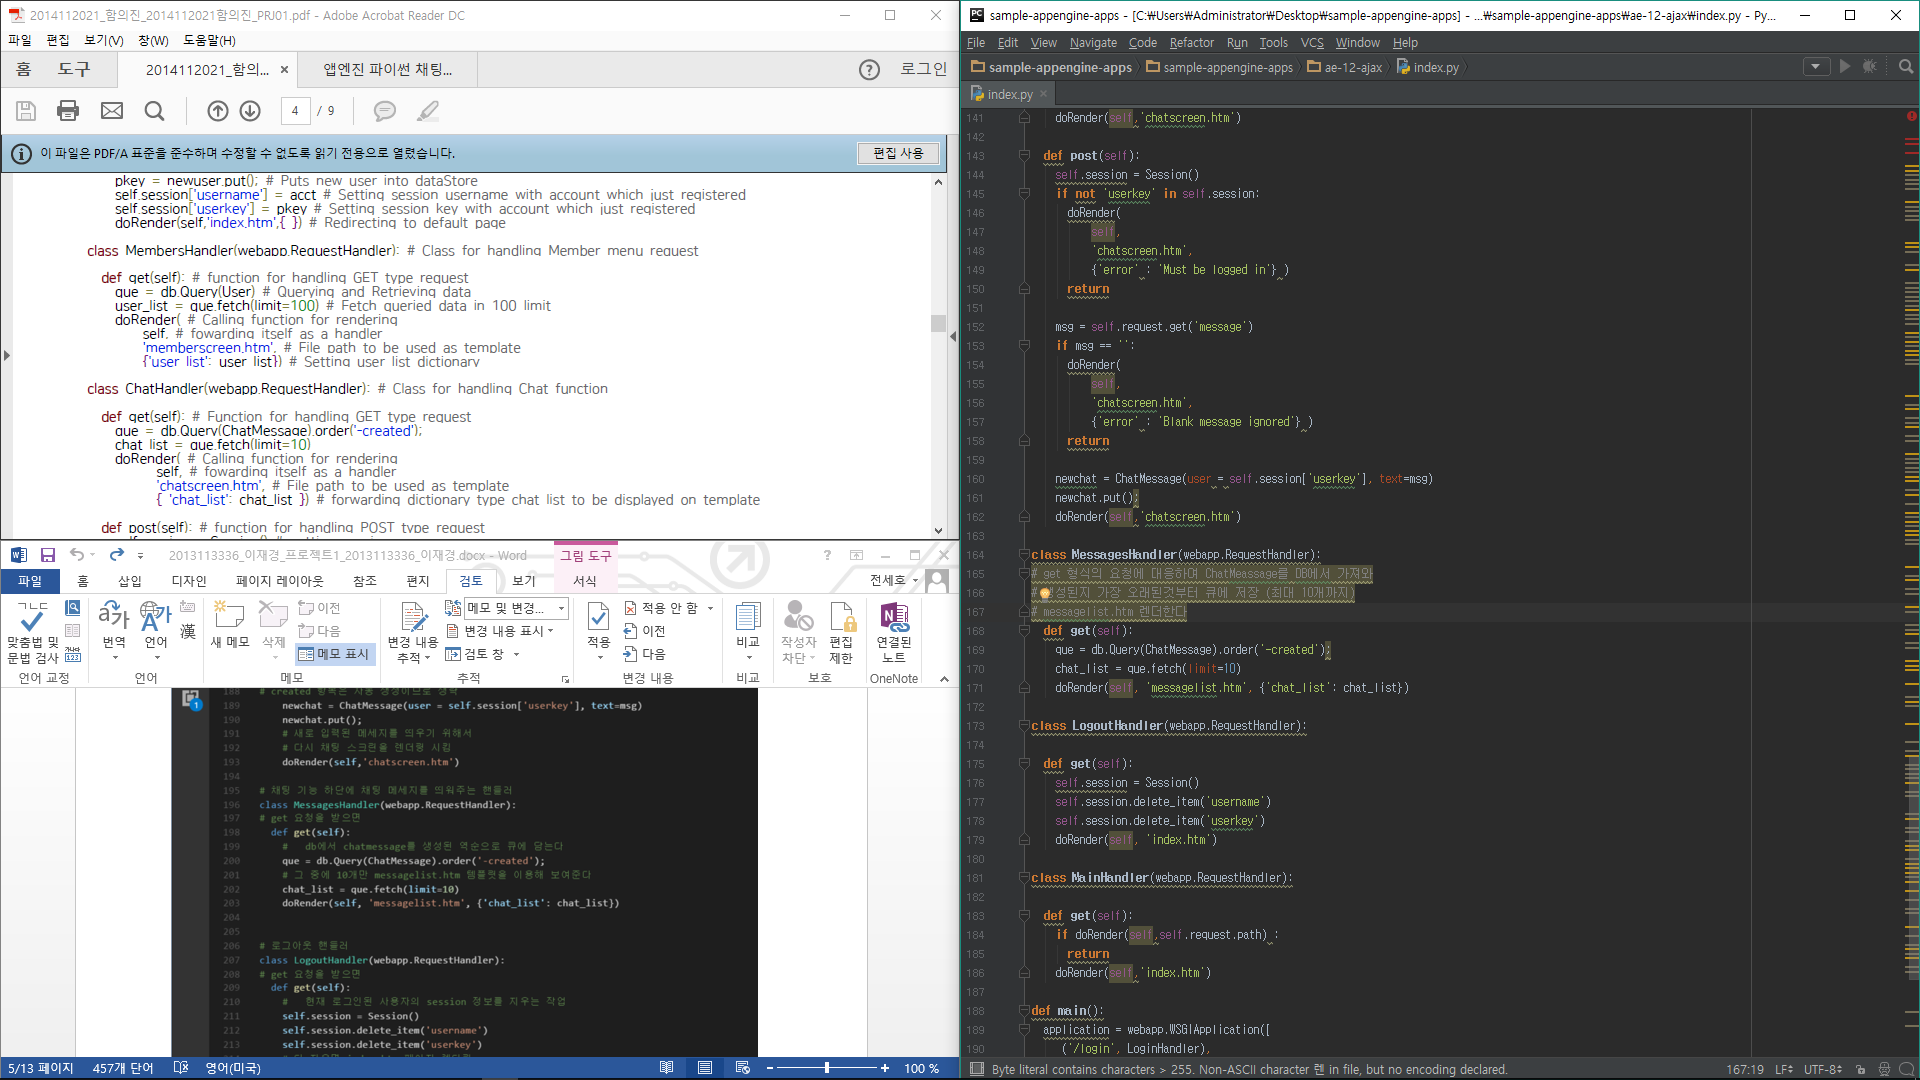 2014112021_함의진_2014112021함의진_PRJ01.pdf - Adobe Acrobat Reader DC
파일 편집 보기(V) 창(W) 도움말(H)
홈 도구 2014112021_함의... × 앱엔진 파이썬 채팅... 로그인
4 / 9
이 파일은 PDF/A 표준을 준수하며 수정할 수 없도록 읽기 전용으로 열렸습니다. 편집 사용
pkey = newuser.put(); # Puts new user into dataStore
self.session['username'] = acct # Setting session username with account which just registered
self.session['userkey'] = pkey # Setting session key with account which just registered
doRender(self,'index.htm',{ }) # Redirecting to default page
class MembersHandler(webapp.RequestHandler): # Class for handling Member menu request
def get(self): # function for handling GET type request
que = db.Query(User) # Querying and Retrieving data
user_list = que.fetch(limit=100) # Fetch queried data in 100 limit
doRender( # Calling function for rendering
self, # fowarding itself as a handler
'memberscreen.htm', # File path to be used as template
{'user_list': user_list}) # Setting user list dictionary
class ChatHandler(webapp.RequestHandler): # Class for handling Chat function
def get(self): # Function for handling GET type request
que = db.Query(ChatMessage).order('-created');
chat_list = que.fetch(limit=10)
doRender( # Calling function for rendering
self, # fowarding itself as a handler
'chatscreen.htm', # File path to be used as template
{ 'chat_list': chat_list }) # forwarding dictionary type chat list to be displayed on template
def post(self): # function for handling POST type request
2013113336_이재경_프로젝트1_2013113336_이재경.docx - Word 그림 도구
파일 홈 삽입 디자인 페이지 레이아웃 참조 편지 검토 보기 서식 전세호
맞춤법 및 문법 검사 번역 언어 새 메모 삭제 이전 다음 메모 표시
변경 내용 추적 메모 및 변경... 변경 내용 표시 검토 창
적용 적용 안 함 이전 다음 비교 작성자 차단 편집 제한 연결된 노트
언어 교정 언어 메모 추적 변경 내용 비교 보호 OneNote
188 # created 항목은 자동 생성이므로 생략
189 newchat = ChatMessage(user = self.session['userkey'], text=msg)
190 newchat.put();
191 # 새로 입력된 메세지를 띄우기 위해서
192 # 다시 채팅 스크린을 렌더링 시킴
193 doRender(self,'chatscreen.htm')
194
195 # 채팅 기능 하단에 채팅 메세지를 띄워주는 핸들러
196 class MessagesHandler(webapp.RequestHandler):
197 # get 요청을 받으면
198 def get(self):
199 # db에서 chatmessage를 생성된 역순으로 큐에 담는다
200 que = db.Query(ChatMessage).order('-created');
201 # 그 중에 10개만 messagelist.htm 템플릿을 이용해 보여준다
202 chat_list = que.fetch(limit=10)
203 doRender(self, 'messagelist.htm', {'chat_list': chat_list})
204
205
206 # 로그아웃 핸들러
207 class LogoutHandler(webapp.RequestHandler):
208 # get 요청을 받으면
209 def get(self):
210 # 현재 로그인된 사용자의 session 정보를 지우는 작업
211 self.session = Session()
212 self.session.delete_item('username')
self.session.delete_item('userkey')
5/13 페이지 457개 단어 영어(미국) 100 %
sample-appengine-apps - [C:\Users\Administrator\Desktop\sample-appengine-apps] - ...\sample-appengine-apps\ae-12-ajax\index.py - Py...
File Edit View Navigate Code Refactor Run Tools VCS Window Help
sample-appengine-apps sample-appengine-apps ae-12-ajax index.py
index.py ×
141 doRender(self,'chatscreen.htm')
142
143 def post(self):
144 self.session = Session()
145 if not 'userkey' in self.session:
146 doRender(
147 self,
148 'chatscreen.htm',
149 {'error' : 'Must be logged in'} )
150 return
151
152 msg = self.request.get('message')
153 if msg == '':
154 doRender(
155 self,
156 'chatscreen.htm',
157 {'error' : 'Blank message ignored'} )
158 return
159
160 newchat = ChatMessage(user = self.session['userkey'], text=msg)
161 newchat.put();
162 doRender(self,'chatscreen.htm')
163
164 class MessagesHandler(webapp.RequestHandler):
165 # get 형식의 요청에 대응하며 ChatMeassage를 DB에서 가져와
166 # 생성된지 가장 오래된것부터 큐에 저장 (최대 10개까지)
167 # messagelist.htm 렌더한다
168 def get(self):
169 que = db.Query(ChatMessage).order('-created');
170 chat_list = que.fetch(limit=10)
171 doRender(self, 'messagelist.htm', {'chat_list': chat_list})
172
173 class LogoutHandler(webapp.RequestHandler):
174
175 def get(self):
176 self.session = Session()
177 self.session.delete_item('username')
178 self.session.delete_item('userkey')
179 doRender(self, 'index.htm')
180
181 class MainHandler(webapp.RequestHandler):
182
183 def get(self):
184 if doRender(self,self.request.path) :
185 return
186 doRender(self,'index.htm')
187
188 def main():
189 application = webapp.WSGIApplication([
190 ('/login', LoginHandler),
Byte literal contains characters > 255. Non-ASCII character 렌 in file, but no encoding declared. 167:19 LF UTF-8